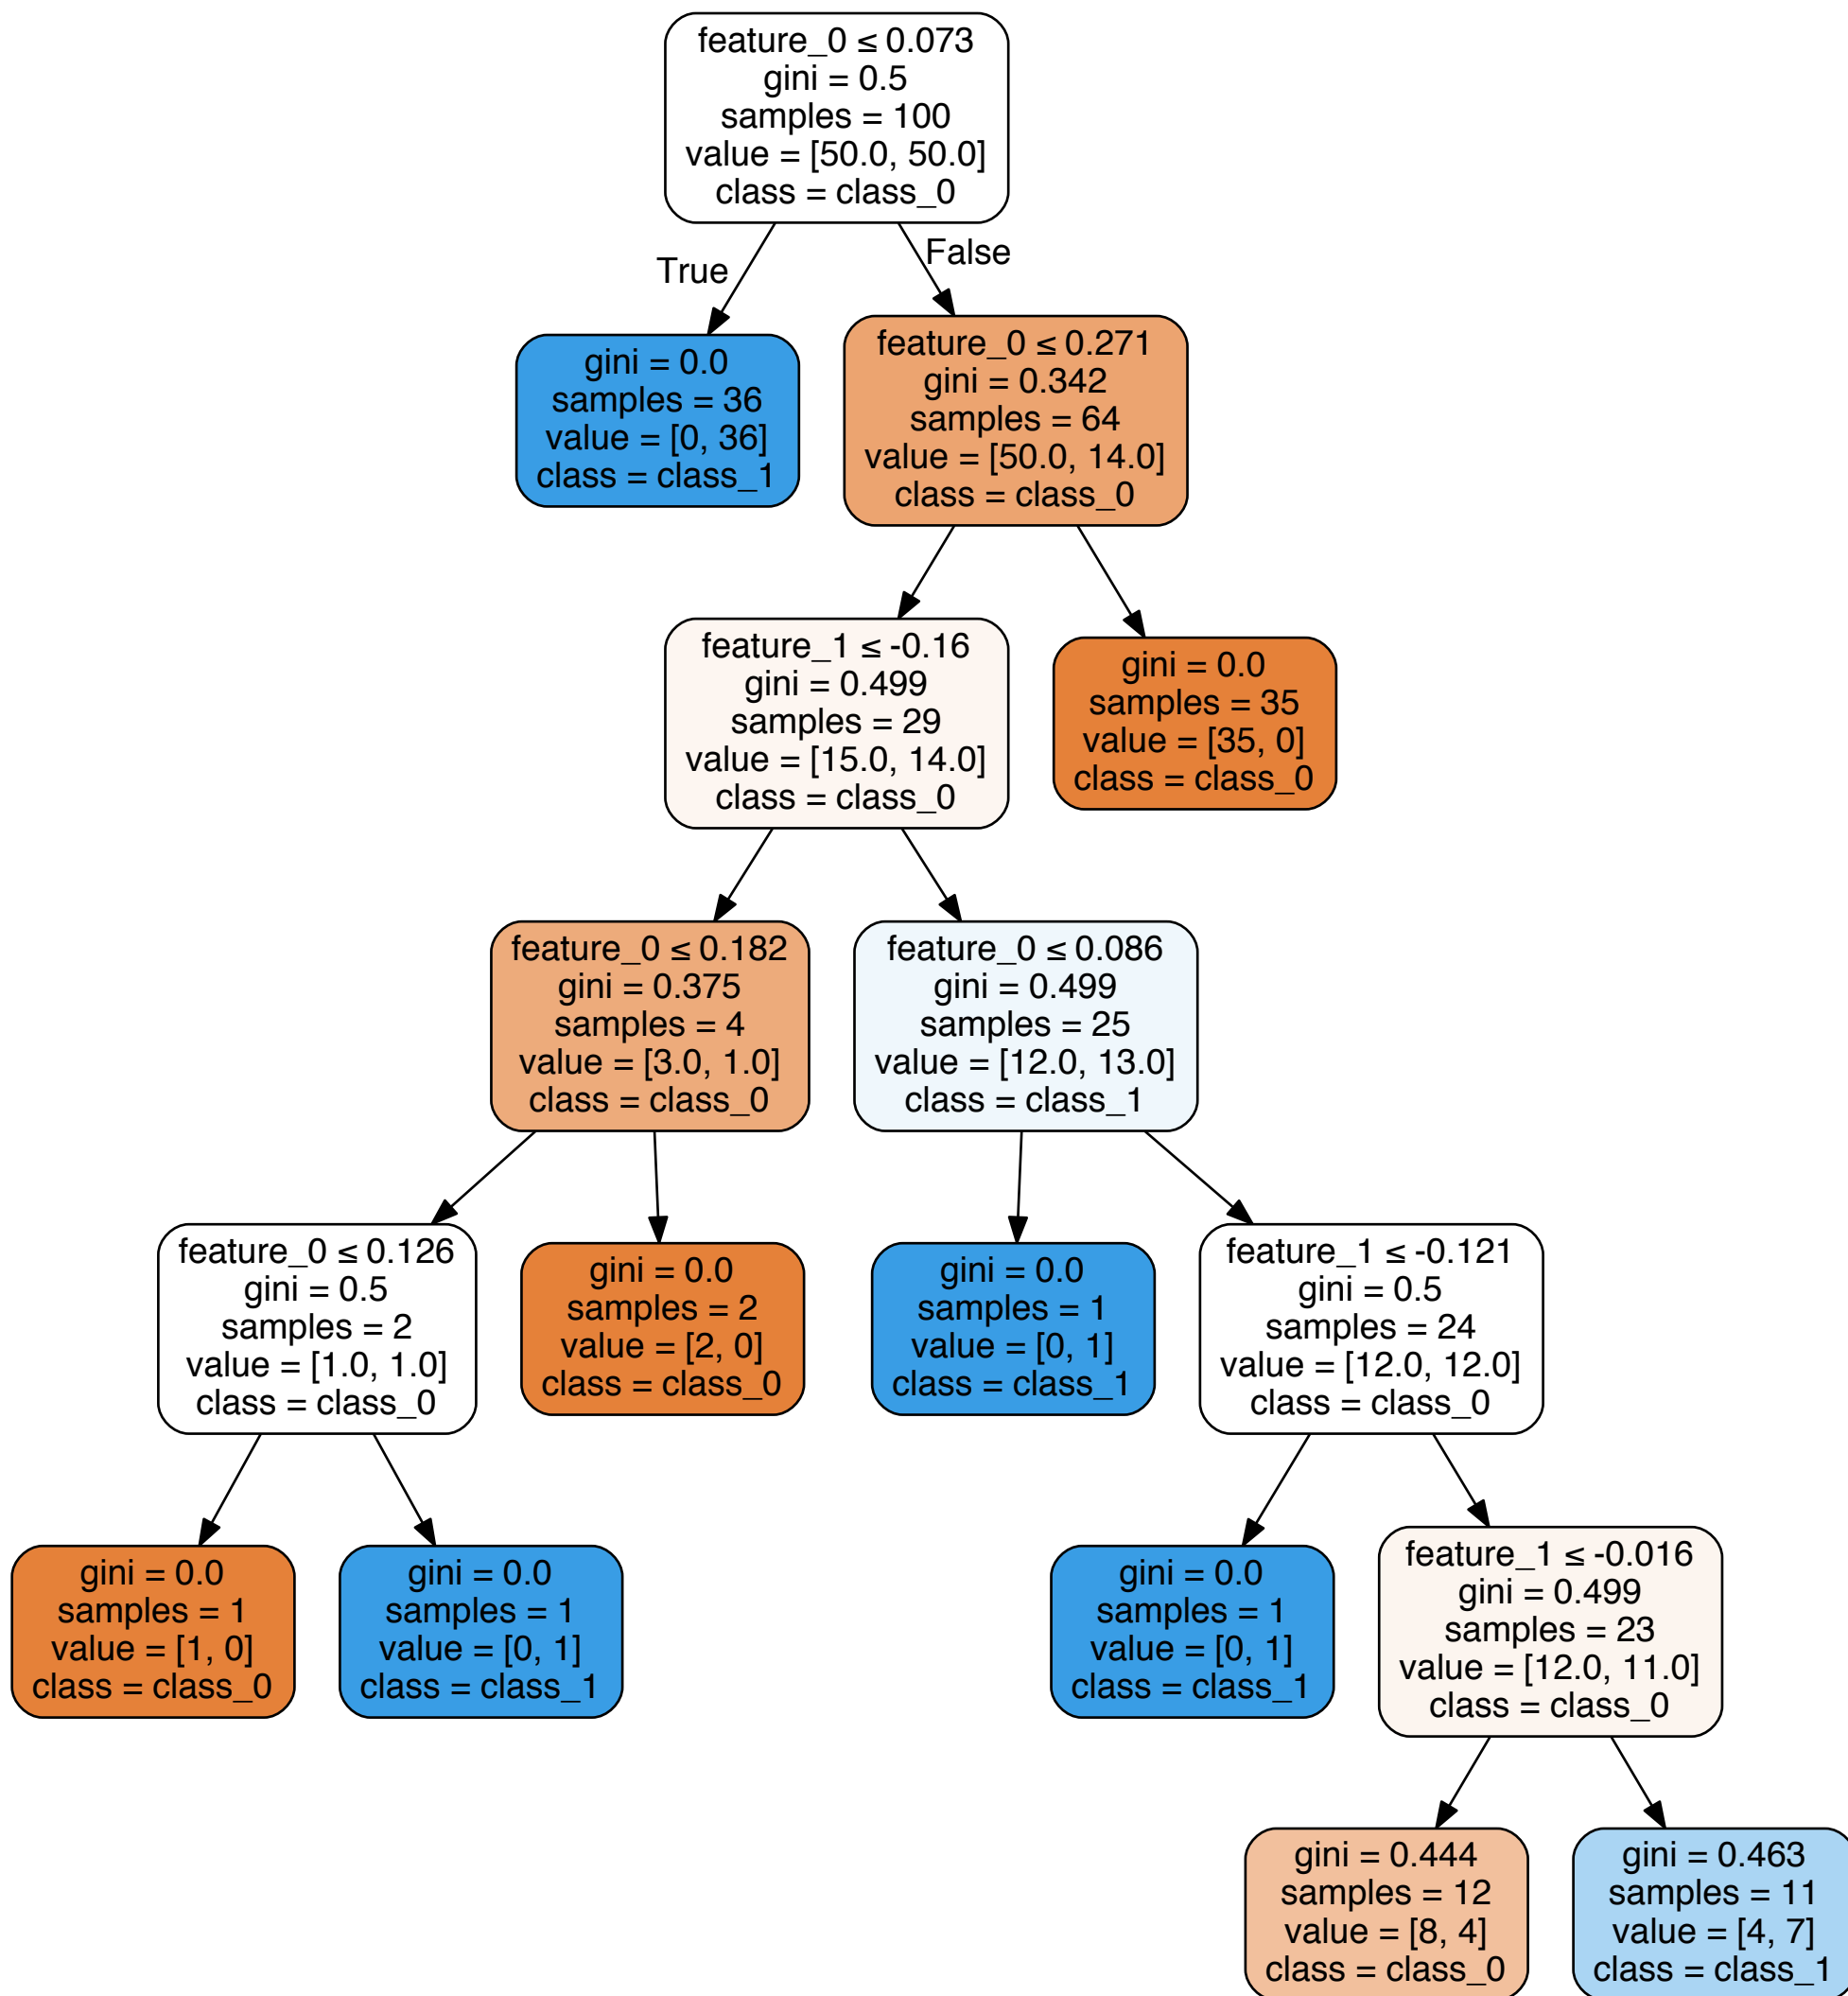 feature_0 ≤ 0.073
gini = 0.5
samples = 100
value = [50.0, 50.0]
class = class_0
True
False
gini = 0.0
samples = 36
value = [0, 36]
class = class_1
feature_0 ≤ 0.271
gini = 0.342
samples = 64
value = [50.0, 14.0]
class = class_0
feature_1 ≤ -0.16
gini = 0.499
samples = 29
value = [15.0, 14.0]
class = class_0
gini = 0.0
samples = 35
value = [35, 0]
class = class_0
feature_0 ≤ 0.182
gini = 0.375
samples = 4
value = [3.0, 1.0]
class = class_0
feature_0 ≤ 0.086
gini = 0.499
samples = 25
value = [12.0, 13.0]
class = class_1
feature_0 ≤ 0.126
gini = 0.5
samples = 2
value = [1.0, 1.0]
class = class_0
gini = 0.0
samples = 2
value = [2, 0]
class = class_0
gini = 0.0
samples = 1
value = [0, 1]
class = class_1
feature_1 ≤ -0.121
gini = 0.5
samples = 24
value = [12.0, 12.0]
class = class_0
gini = 0.0
samples = 1
value = [1, 0]
class = class_0
gini = 0.0
samples = 1
value = [0, 1]
class = class_1
gini = 0.0
samples = 1
value = [0, 1]
class = class_1
feature_1 ≤ -0.016
gini = 0.499
samples = 23
value = [12.0, 11.0]
class = class_0
gini = 0.444
samples = 12
value = [8, 4]
class = class_0
gini = 0.463
samples = 11
value = [4, 7]
class = class_1